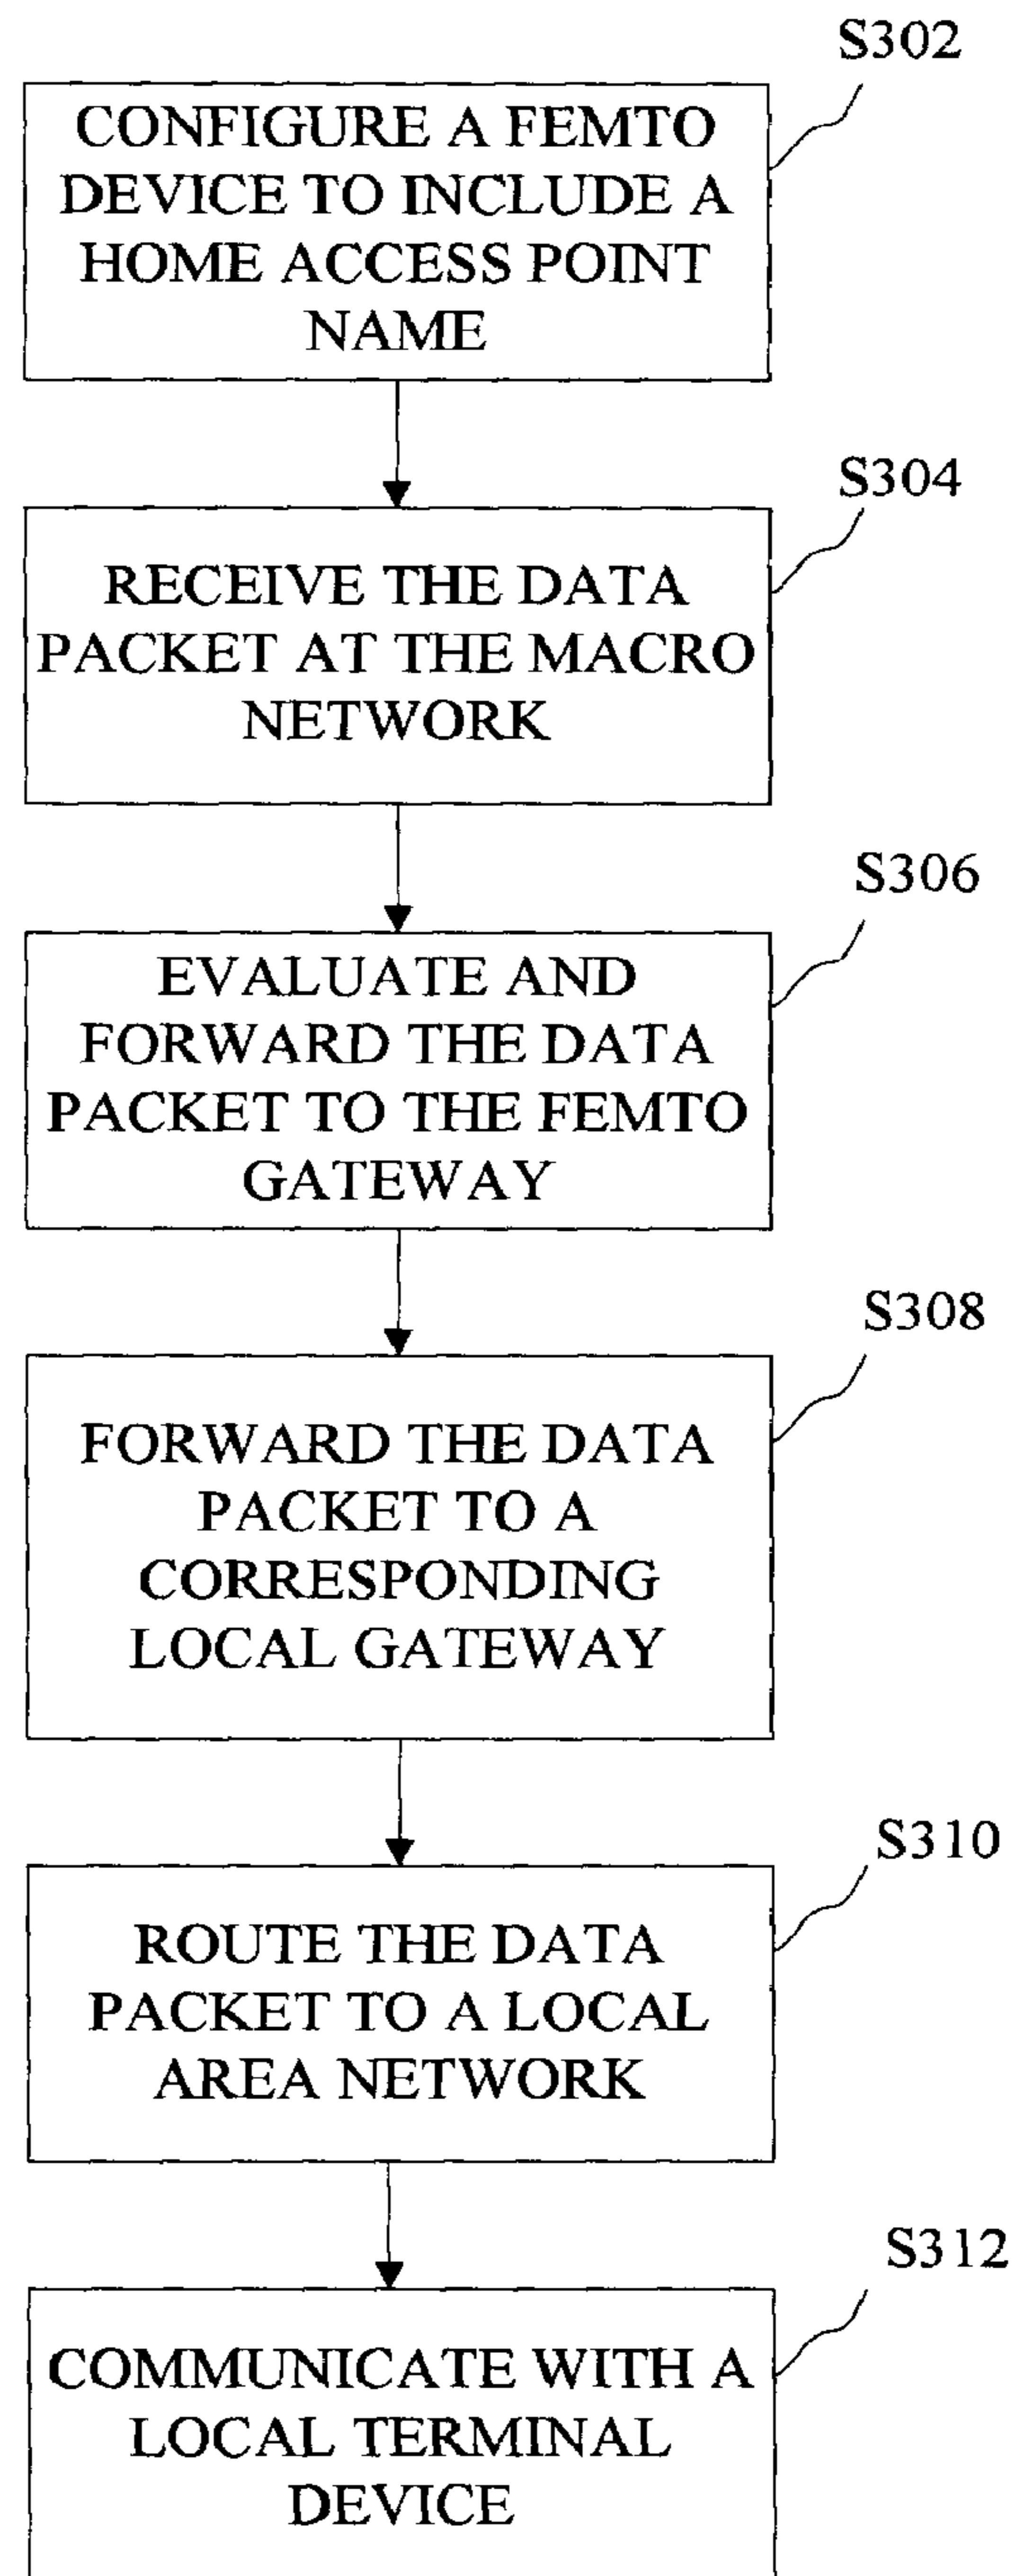 S302
CONFIGURE A FEMTO
DEVICE TO INCLUDE A
HOME ACCESS POINT
NAME
S304
RECEIVE THE DATA
PACKET AT THE MACRO
NETWORK
S306
EVALUATE AND
FORWARD THE DATA
PACKET TO THE FEMTO
GATEWAY
S308
FORWARD THE DATA
PACKET TO A
CORRESPONDING
LOCAL GATEWAY
S310
ROUTE THE DATA
PACKET TO A LOCAL
AREA NETWORK
S312
COMMUNICATE WITH A
LOCAL TERMINAL
DEVICE